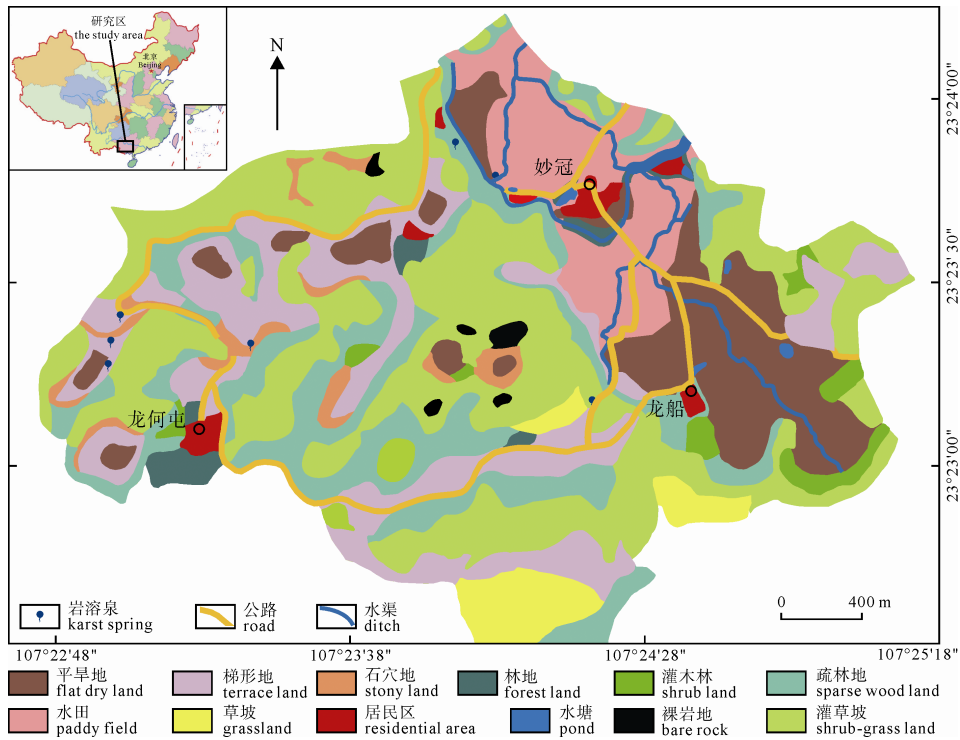 研究区
the study area
北京
Beijing
N
23°24′00″
妙冠
23°23′30″
龙船
龙何屯
23°23′00″
岩溶泉
karst spring
公路
road
水渠
ditch
0 400 m
107°22′48″
107°23′38″
107°24′28″
107°25′18″
平旱地
flat dry land
梯形地
terrace land
石穴地
stony land
林地
forest land
灌木林
shrub land
疏林地
sparse wood land
水田
paddy field
草坡
grassland
居民区
residential area
水塘
pond
裸岩地
bare rock
灌草坡
shrub-grass land